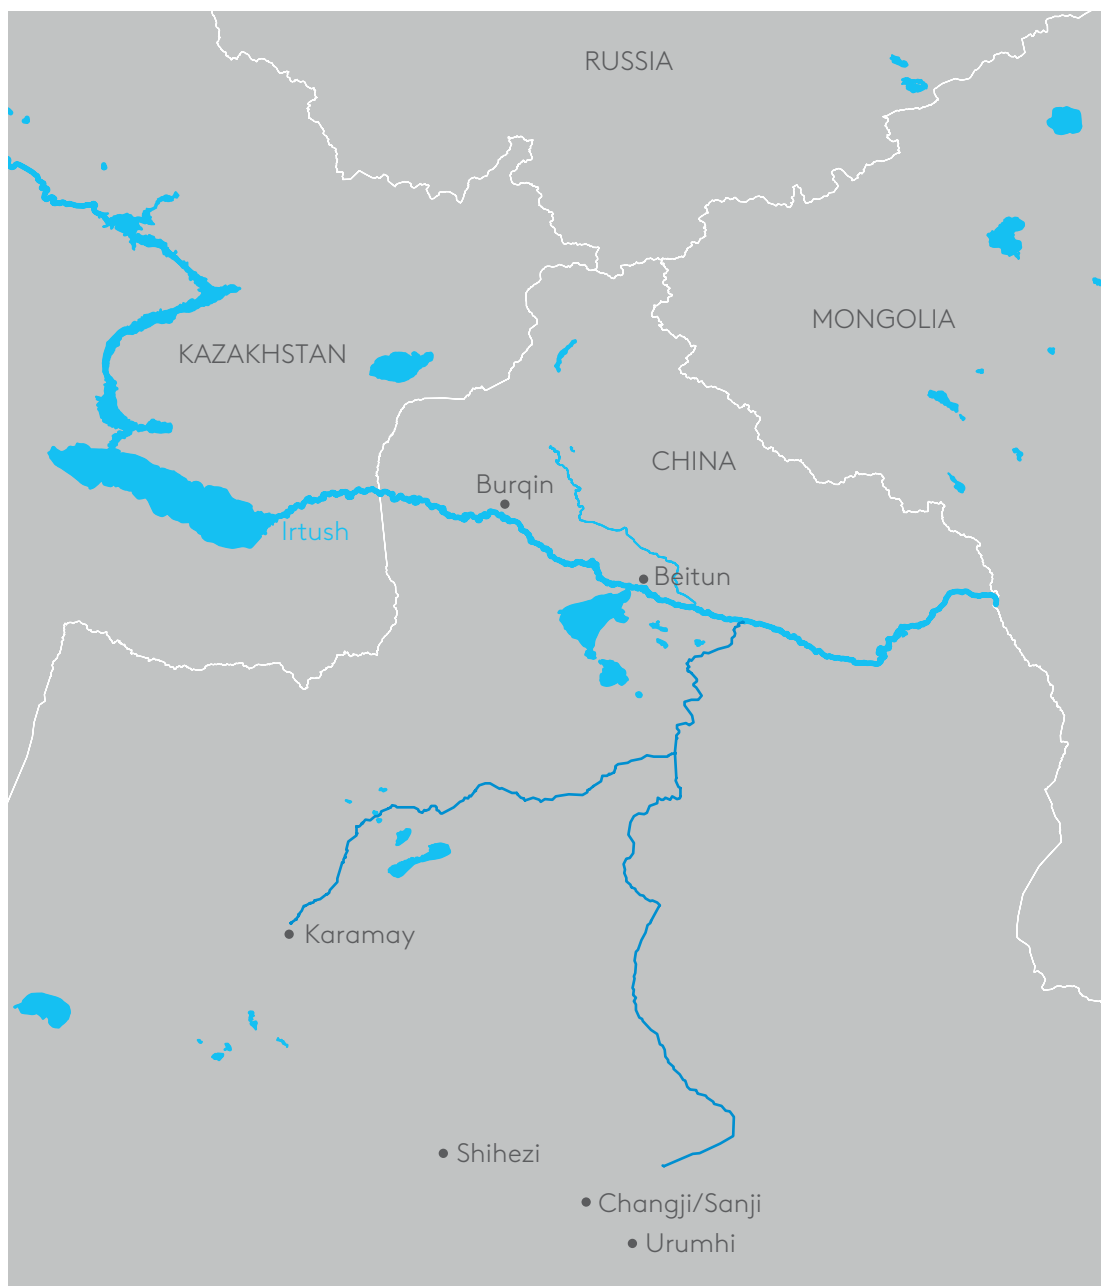 RUSSIA
MONGOLIA
KAZAKHSTAN
CHINA
Burqin
Irtush
Beitun
Karamay
Shihezi
Changji/Sanji
Urumhi